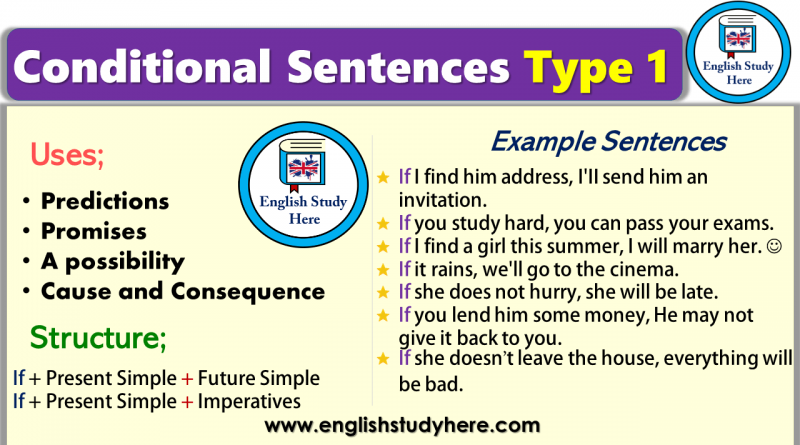 Conditional Sentences Type 1
English Study
Here
Uses;
• Predictions
• Promises
• A possibility
• Cause and Consequence
English Study
Here
Structure;
If + Present Simple + Future Simple
If + Present Simple + Imperatives
Example Sentences
If I find him address, I'll send him an
invitation.
If you study hard, you can pass your exams.
If I find a girl this summer, I will marry her. ☺
If it rains, we'll go to the cinema.
If she does not hurry, she will be late.
If you lend him some money, He may not
give it back to you.
If she doesn't leave the house, everything will
be bad.
www.englishstudyhere.com